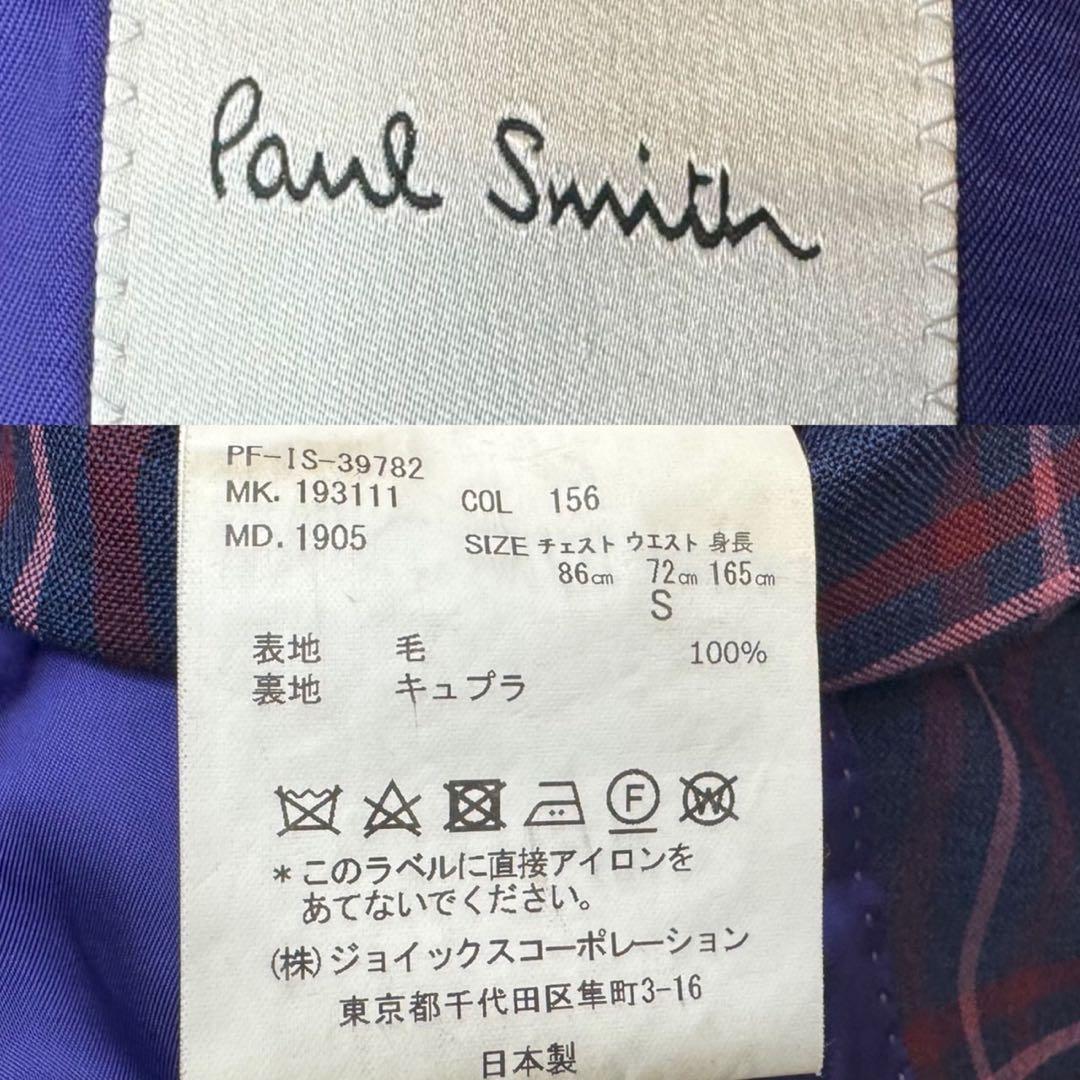 Paul Smith
PF-IS-39782
MK. 193111 COL 156
MD. 1905 SIZE チェスト ウエスト 身長
86cm 72cm 165cm
S
表地 毛 100%
裏地 キュプラ
F W
*このラベルに直接アイロンを
あてないでください。
(株)ジョイックスコーポレーション
東京都千代田区隼町3-16
日本製